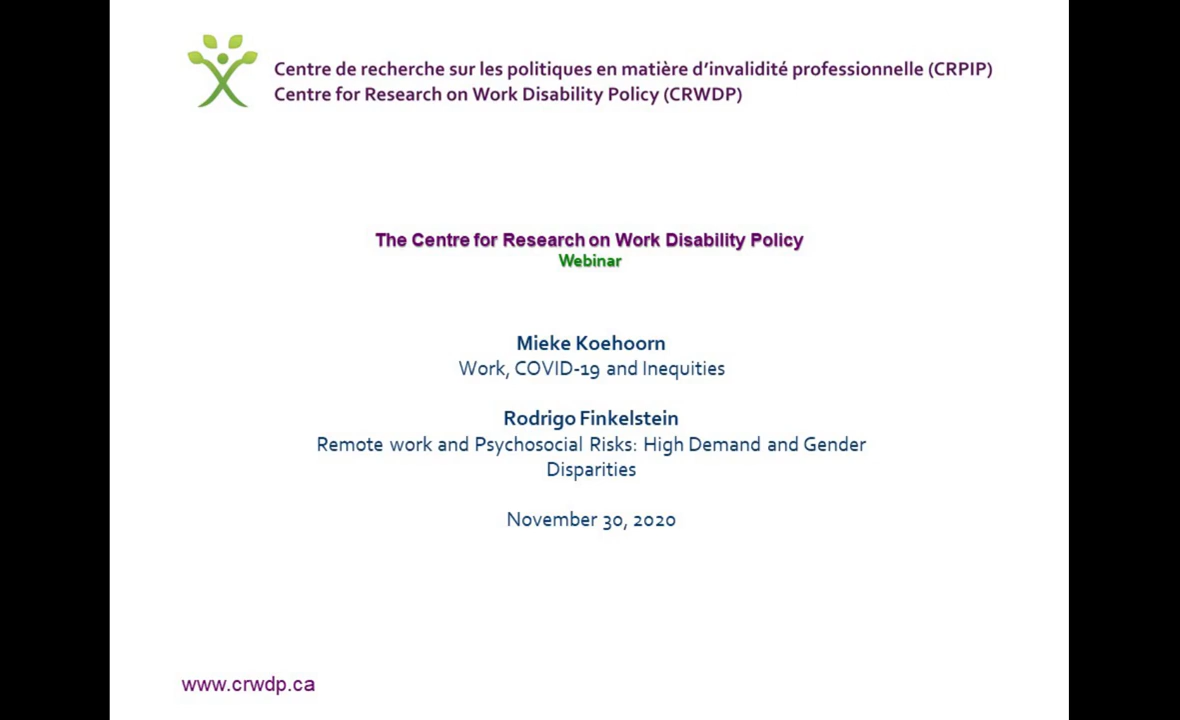 Centre de recherche sur les politiques en matière d’invalidité professionnelle (CRPIP)
Centre for Research on Work Disability Policy (CRWDP)
The Centre for Research on Work Disability Policy
Webinar
Mieke Koehoorn
Work, COVID-19 and Inequities
Rodrigo Finkelstein
Remote work and Psychosocial Risks: High Demand and Gender
Disparities
November 30, 2020
www.crwdp.ca